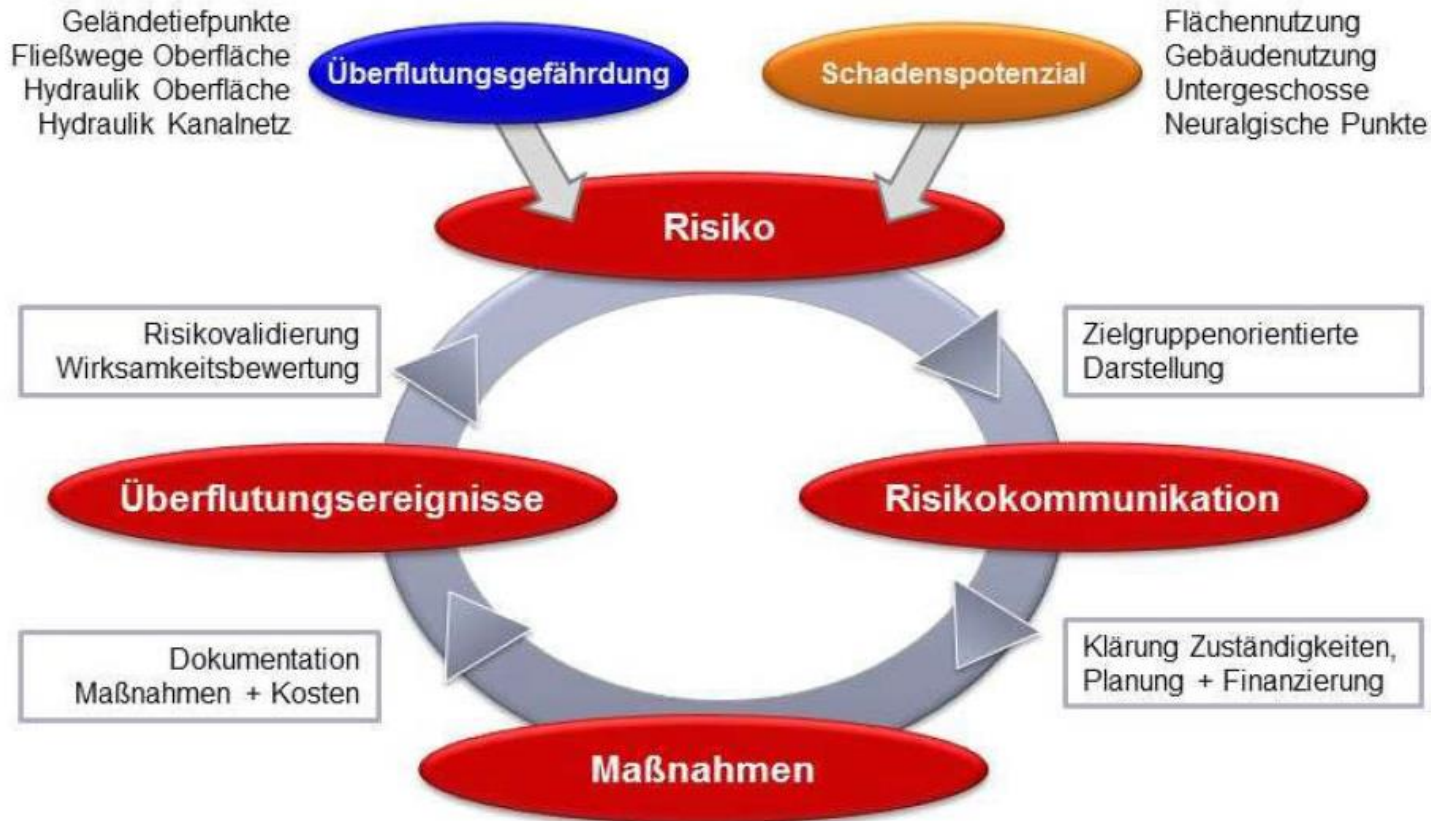 Geländetiefpunkte
Fließwege Oberfläche
Hydraulik Oberfläche
Hydraulik Kanalnetz
Überflutungsgefährdung
Schadenspotenzial
Flächennutzung
Gebäudenutzung
Untergeschosse
Neuralgische Punkte
Risiko
Risikovalidierung
Wirksamkeitsbewertung
Zielgruppenorientierte
Darstellung
Überflutungsereignisse
Risikokommunikation
Dokumentation
Maßnahmen + Kosten
Klärung Zuständigkeiten,
Planung + Finanzierung
Maßnahmen